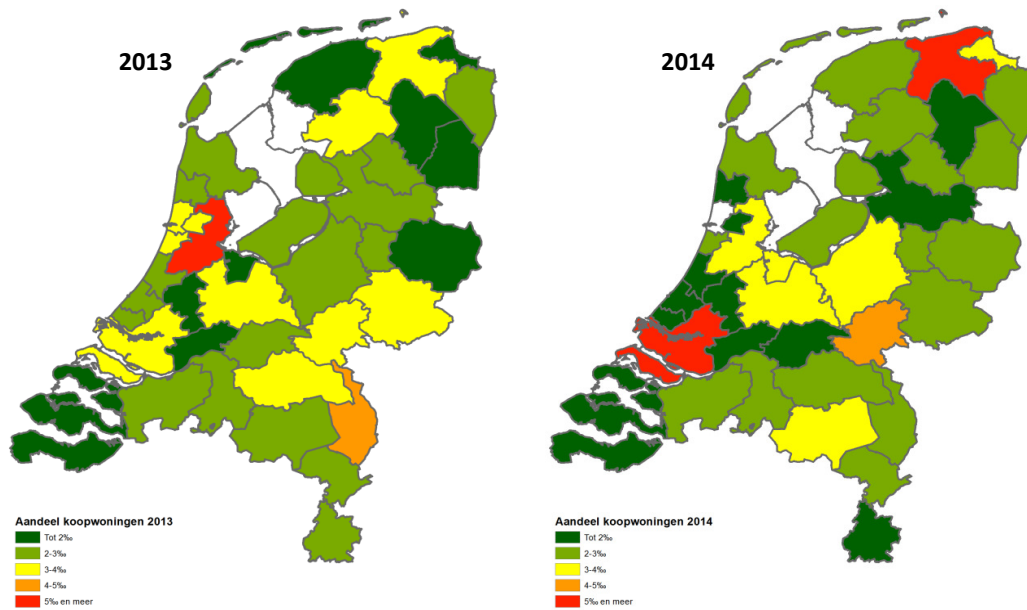 2013
2014
Aandeel koopwoningen 2013
Tot 2‰
2-3‰
3-4‰
4-5‰
5‰ en meer
Aandeel koopwoningen 2014
Tot 2‰
2-3‰
3-4‰
4-5‰
5‰ en meer